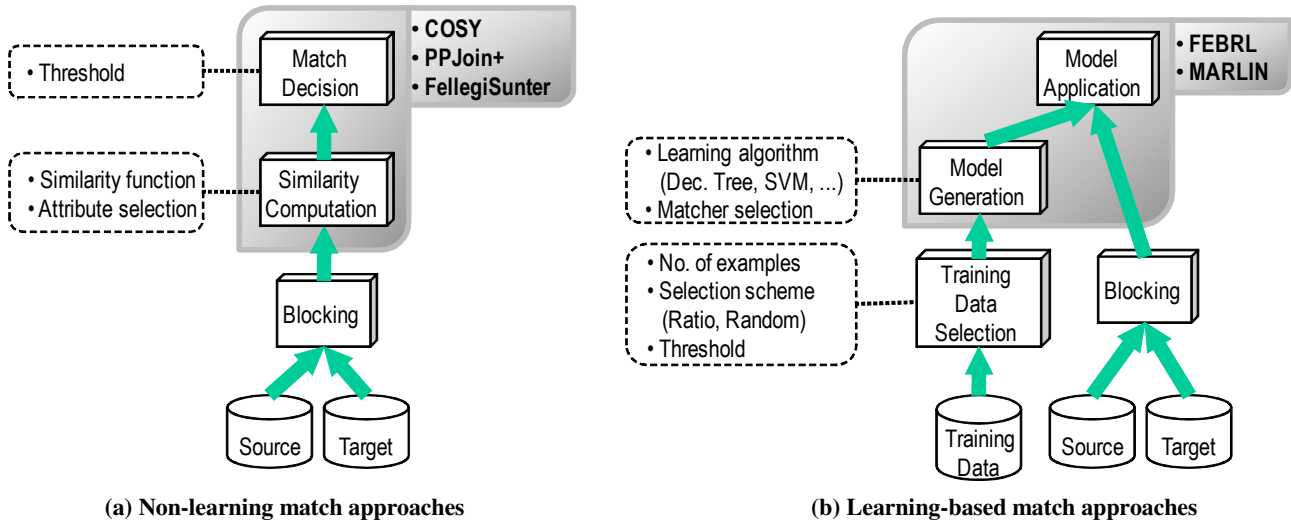 • COSY
• PPJoin+
• FellegiSunter
Match
Decision
• Threshold
• Similarity function
• Attribute selection
Similarity
Computation
Blocking
Source
Target
(a) Non-learning match approaches
• FEBRL
• MARLIN
Model
Application
• Learning algorithm
(Dec. Tree, SVM, ...)
• Matcher selection
Model
Generation
• No. of examples
• Selection scheme
(Ratio, Random)
• Threshold
Training
Data
Selection
Blocking
Training
Data
Source
Target
(b) Learning-based match approaches